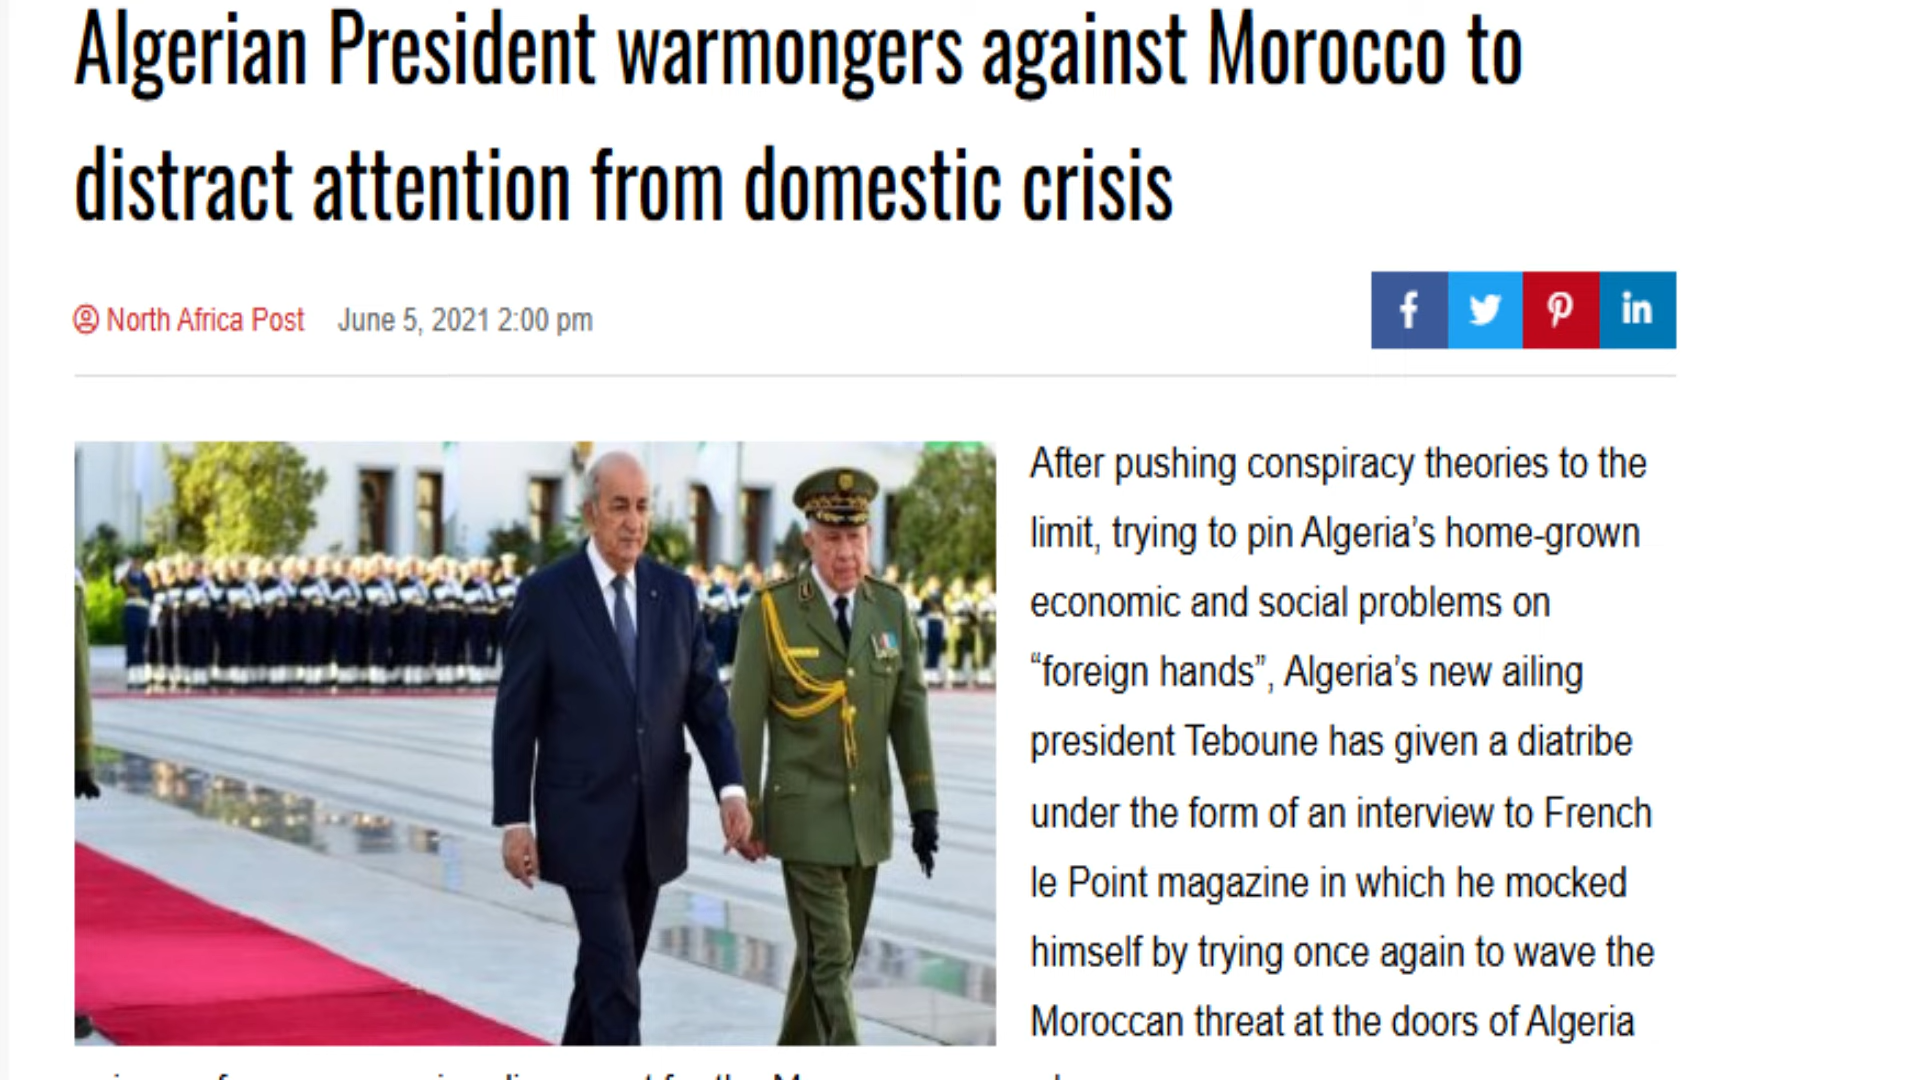 Algerian President warmongers against Morocco to
distract attention from domestic crisis
North Africa Post June 5, 2021 2:00 pm
After pushing conspiracy theories to the
limit, trying to pin Algeria’s home-grown
economic and social problems on
“foreign hands”, Algeria’s new ailing
president Teboune has given a diatribe
under the form of an interview to French
le Point magazine in which he mocked
himself by trying once again to wave the
Moroccan threat at the doors of Algeria